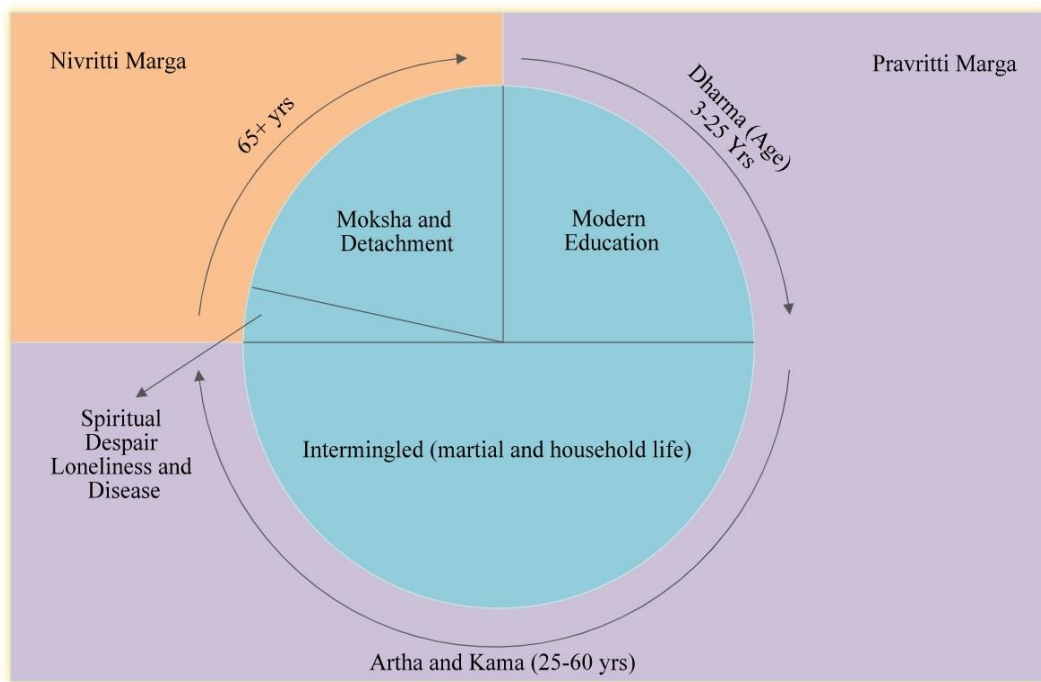 Nivritti Marga
Pravritti Marga
65+ yrs
Dharma (Age)
3-25 Yrs
Moksha and
Detachment
Modern
Education
Spiritual
Despair
Loneliness and
Disease
Intermingled (martial and household life)
Artha and Kama (25-60 yrs)